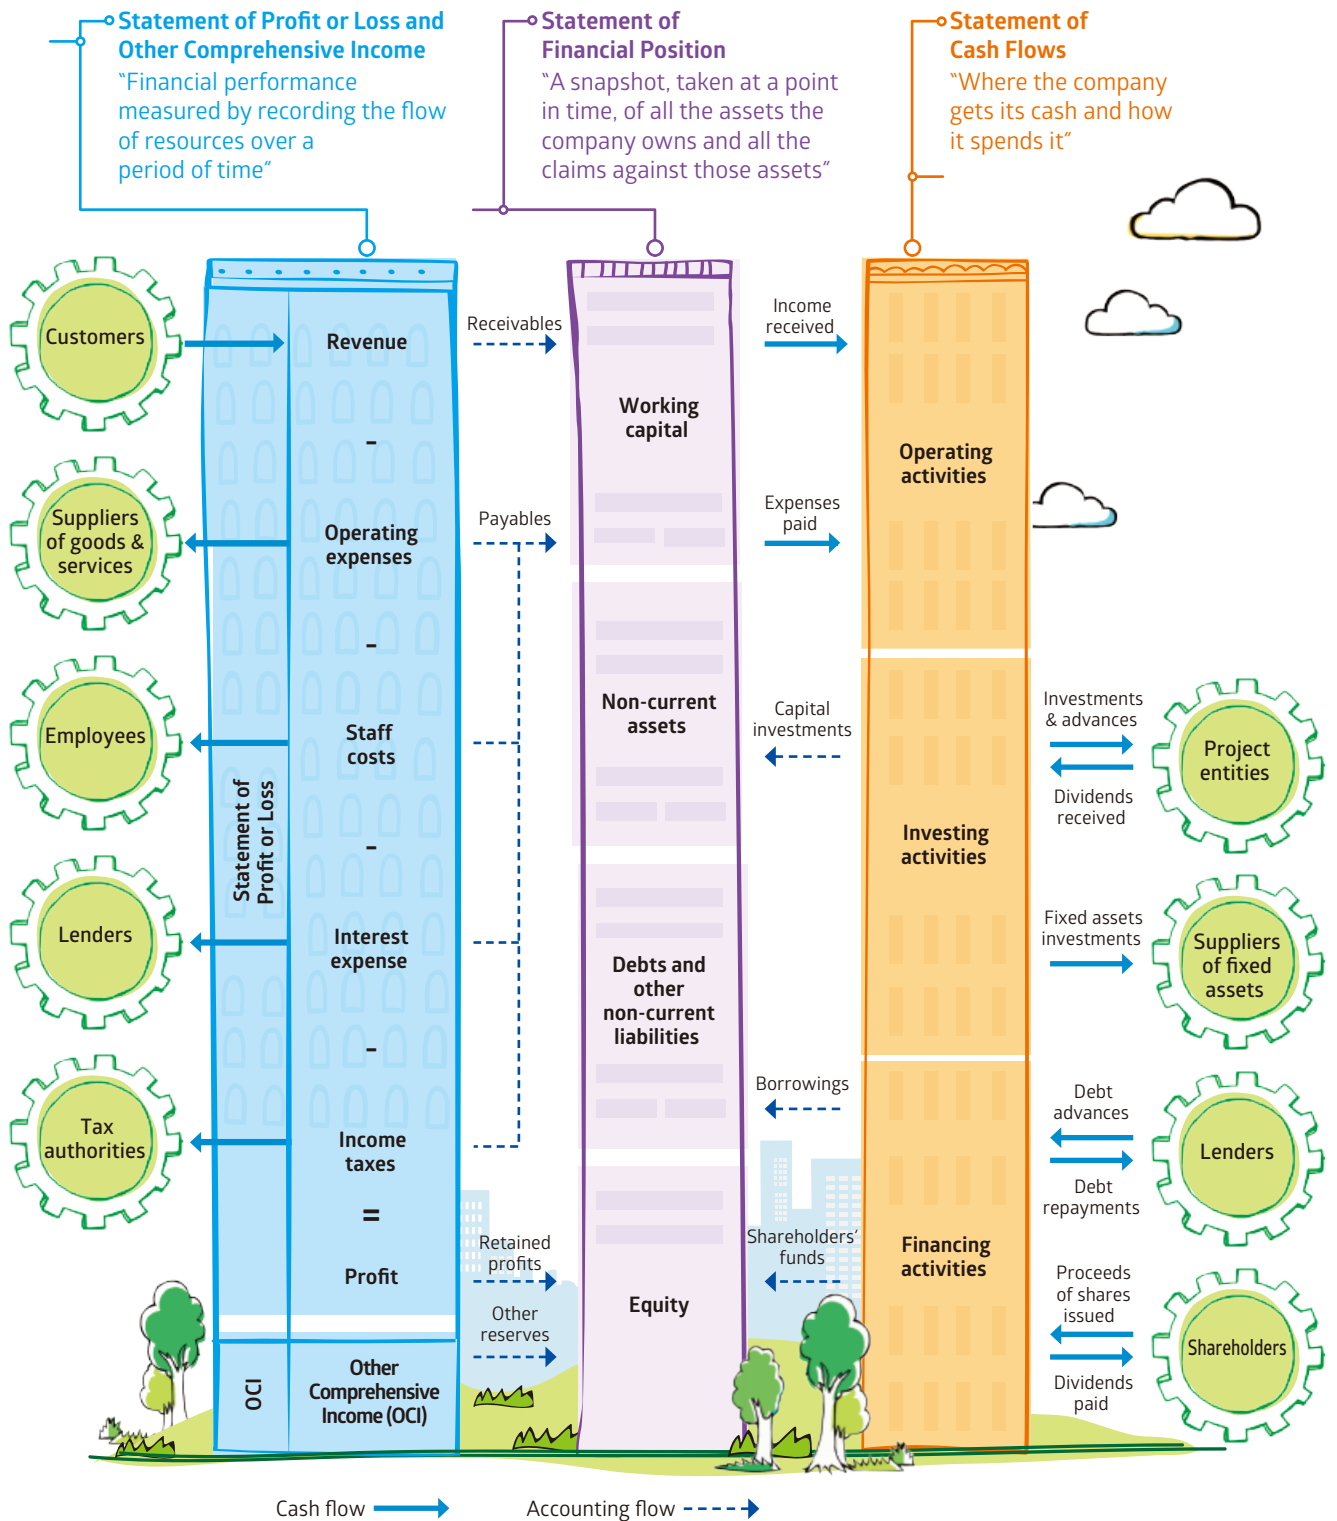 Statement of Profit or Loss and
Other Comprehensive Income
“Financial performance
measured by recording the flow
of resources over a
period of time”
Statement of
Financial Position
“A snapshot, taken at a point
in time, of all the assets the
company owns and all the
claims against those assets”
Statement of
Cash Flows
“Where the company
gets its cash and how
it spends it”
Customers
Suppliers
of goods &
services
Employees
Lenders
Tax
authorities
Statement of
Profit or Loss
OCI
Revenue
-
Operating
expenses
-
Staff
costs
-
Interest
expense
-
Income
taxes
=
Profit
Other
Comprehensive
Income (OCI)
Receivables
Payables
Retained
profits
Other
reserves
Working
capital
Non-current
assets
Debts and
other
non-current
liabilities
Equity
Income
received
Expenses
paid
Capital
investments
Borrowings
Shareholders’
funds
Operating
activities
Investing
activities
Financing
activities
Investments
& advances
Dividends
received
Fixed assets
investments
Debt
advances
Debt
repayments
Proceeds
of shares
issued
Dividends
paid
Project
entities
Suppliers
of fixed
assets
Lenders
Shareholders
Cash flow
Accounting flow